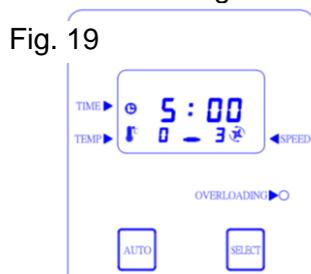 Fig. 19
TIME
5:00
TEMP
0 - 3
SPEED
OVERLOADING
AUTO
SELECT